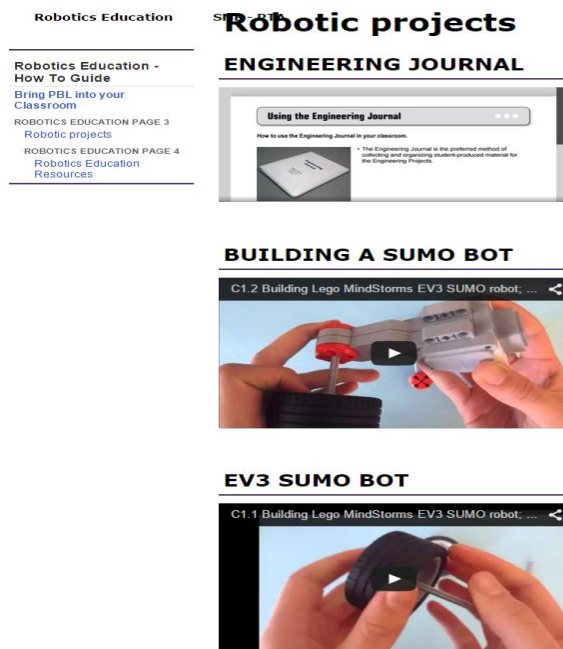 Robotics Education
Robotic projects
Robotics Education -
How To Guide
Bring PBL into your
Classroom
ROBOTICS EDUCATION PAGE 3
Robotic projects
ROBOTICS EDUCATION PAGE 4
Robotics Education
Resources
ENGINEERING JOURNAL
Using the Engineering Journal
How to use the Engineering Journal in your classroom.
• The Engineering Journal is the preferred method of
collecting and organizing student-produced material for
the Engineering Projects.
BUILDING A SUMO BOT
C1.2 Building Lego MindStorms EV3 SUMO robot; ...
EV3 SUMO BOT
C1.1 Building Lego MindStorms EV3 SUMO robot; ...